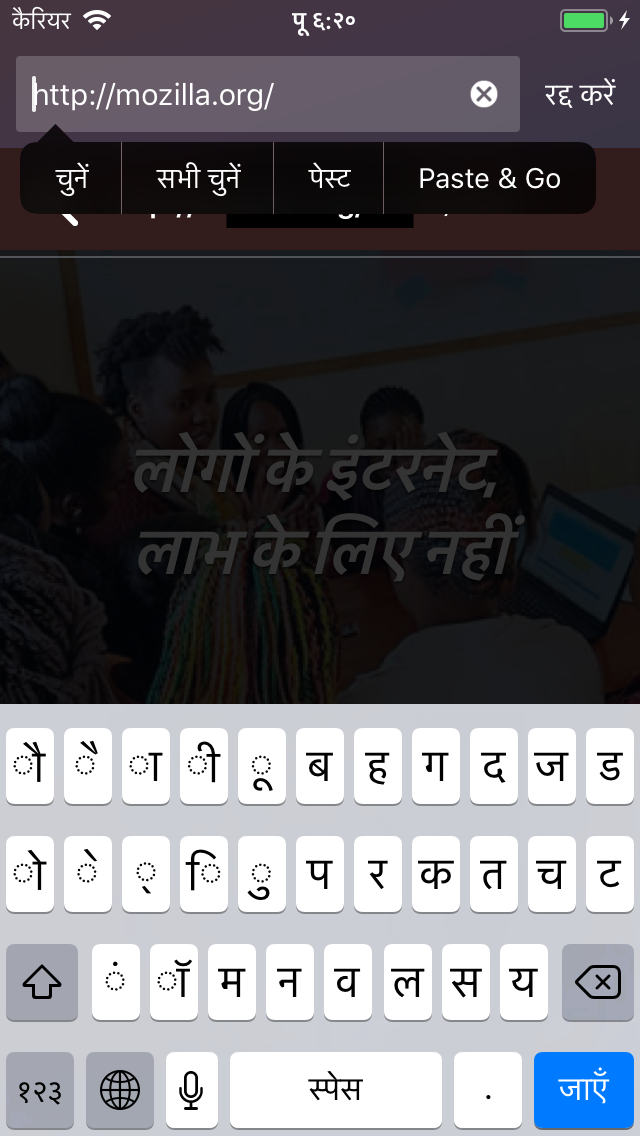 कैरियर पू ६:२०
http://mozilla.org/ रद्द करें
चुनें सभी चुनें पेस्ट Paste & Go
लोगों के इंटरनेट,
लाभ के लिए नहीं
ौ ै ा ी ू ब ह ग द ज ड
ो े ् ि ु प र क त च ट
ं ॉ म न व ल स य
१२३ स्पेस . जाएँ